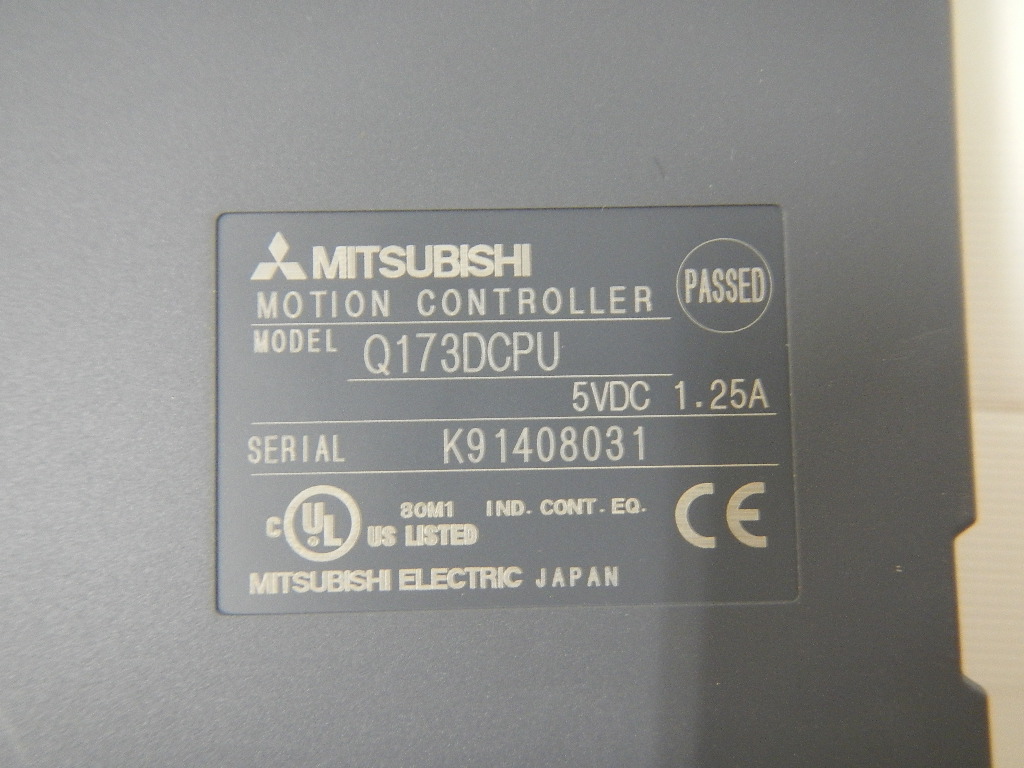 MITSUBISHI
MOTION CONTROLLER
PASSED
MODEL Q173DCPU
5VDC 1.25A
SERIAL K91408031
C UL US LISTED 80M1 IND. CONT. EQ. CE
MITSUBISHI ELECTRIC JAPAN